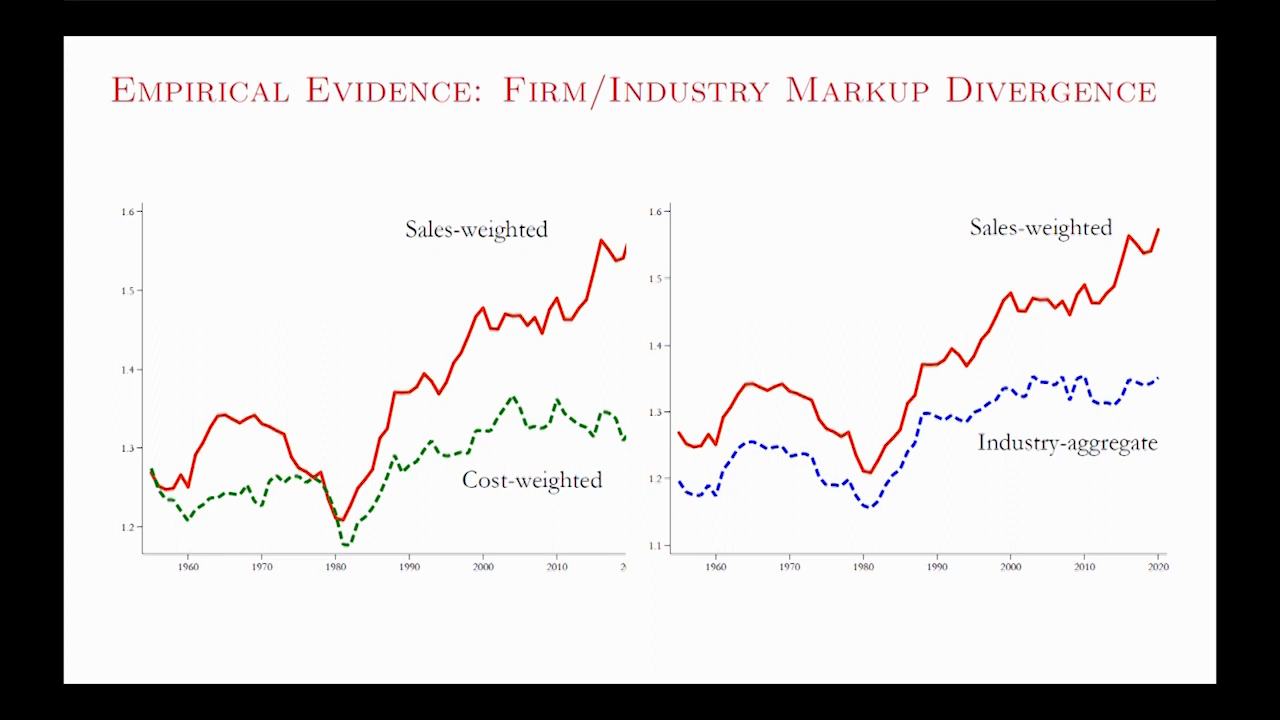 EMPIRICAL EVIDENCE: FIRM/INDUSTRY MARKUP DIVERGENCE
1.6
1.5
1.4
1.3
1.2
Sales-weighted
Cost-weighted
1960 1970 1980 1990 2000 2010
1.6
1.5
1.4
1.3
1.2
1.1
Sales-weighted
Industry-aggregate
1960 1970 1980 1990 2000 2010 2020